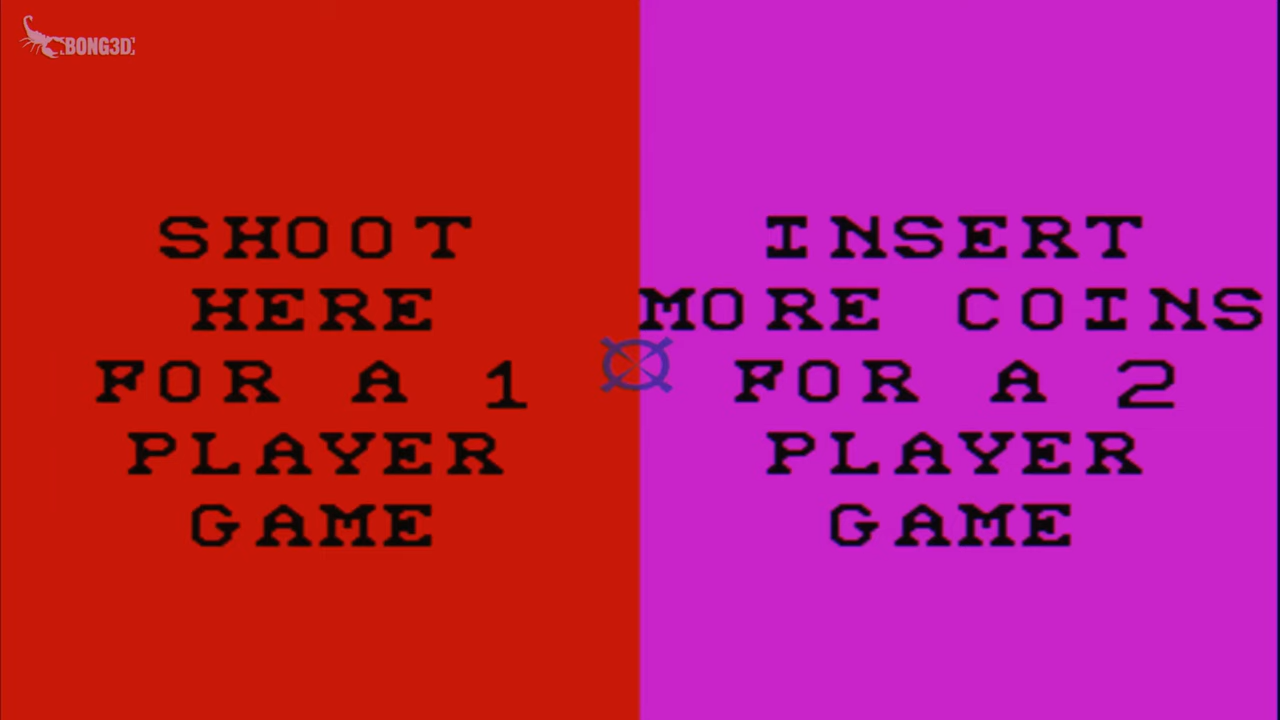 BONG3D
SHOOT
HERE
FOR A 1
PLAYER
GAME
INSERT
MORE COINS
FOR A 2
PLAYER
GAME